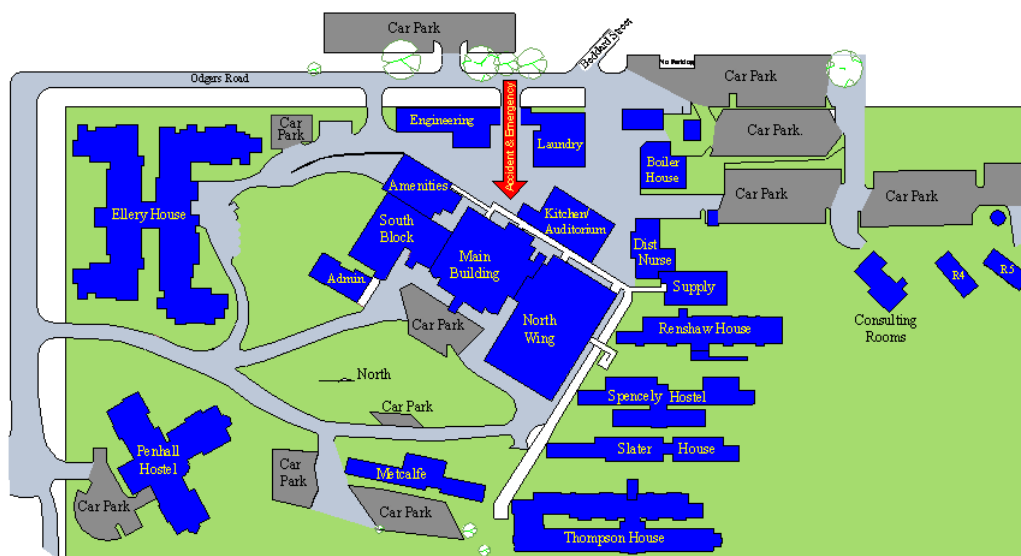 Car Park
Beddard Street
No Parking
Odgers Road
Car Park
Car Park
Engineering
Accident & Emergency
Laundry
Car Park.
Boiler
House
Amenities
Car Park
Car Park
Ellery House
South
Block
Kitchen/
Auditorium
Main
Building
Dist
Nurse
Admin
Supply
R4
R5
Car Park
North
Wing
Renshaw House
Consulting
Rooms
North
Spencely Hostel
Car Park
Penhall
Hostel
Slater House
Car
Park
Metcalfe
Car Park
Car Park
Thompson House